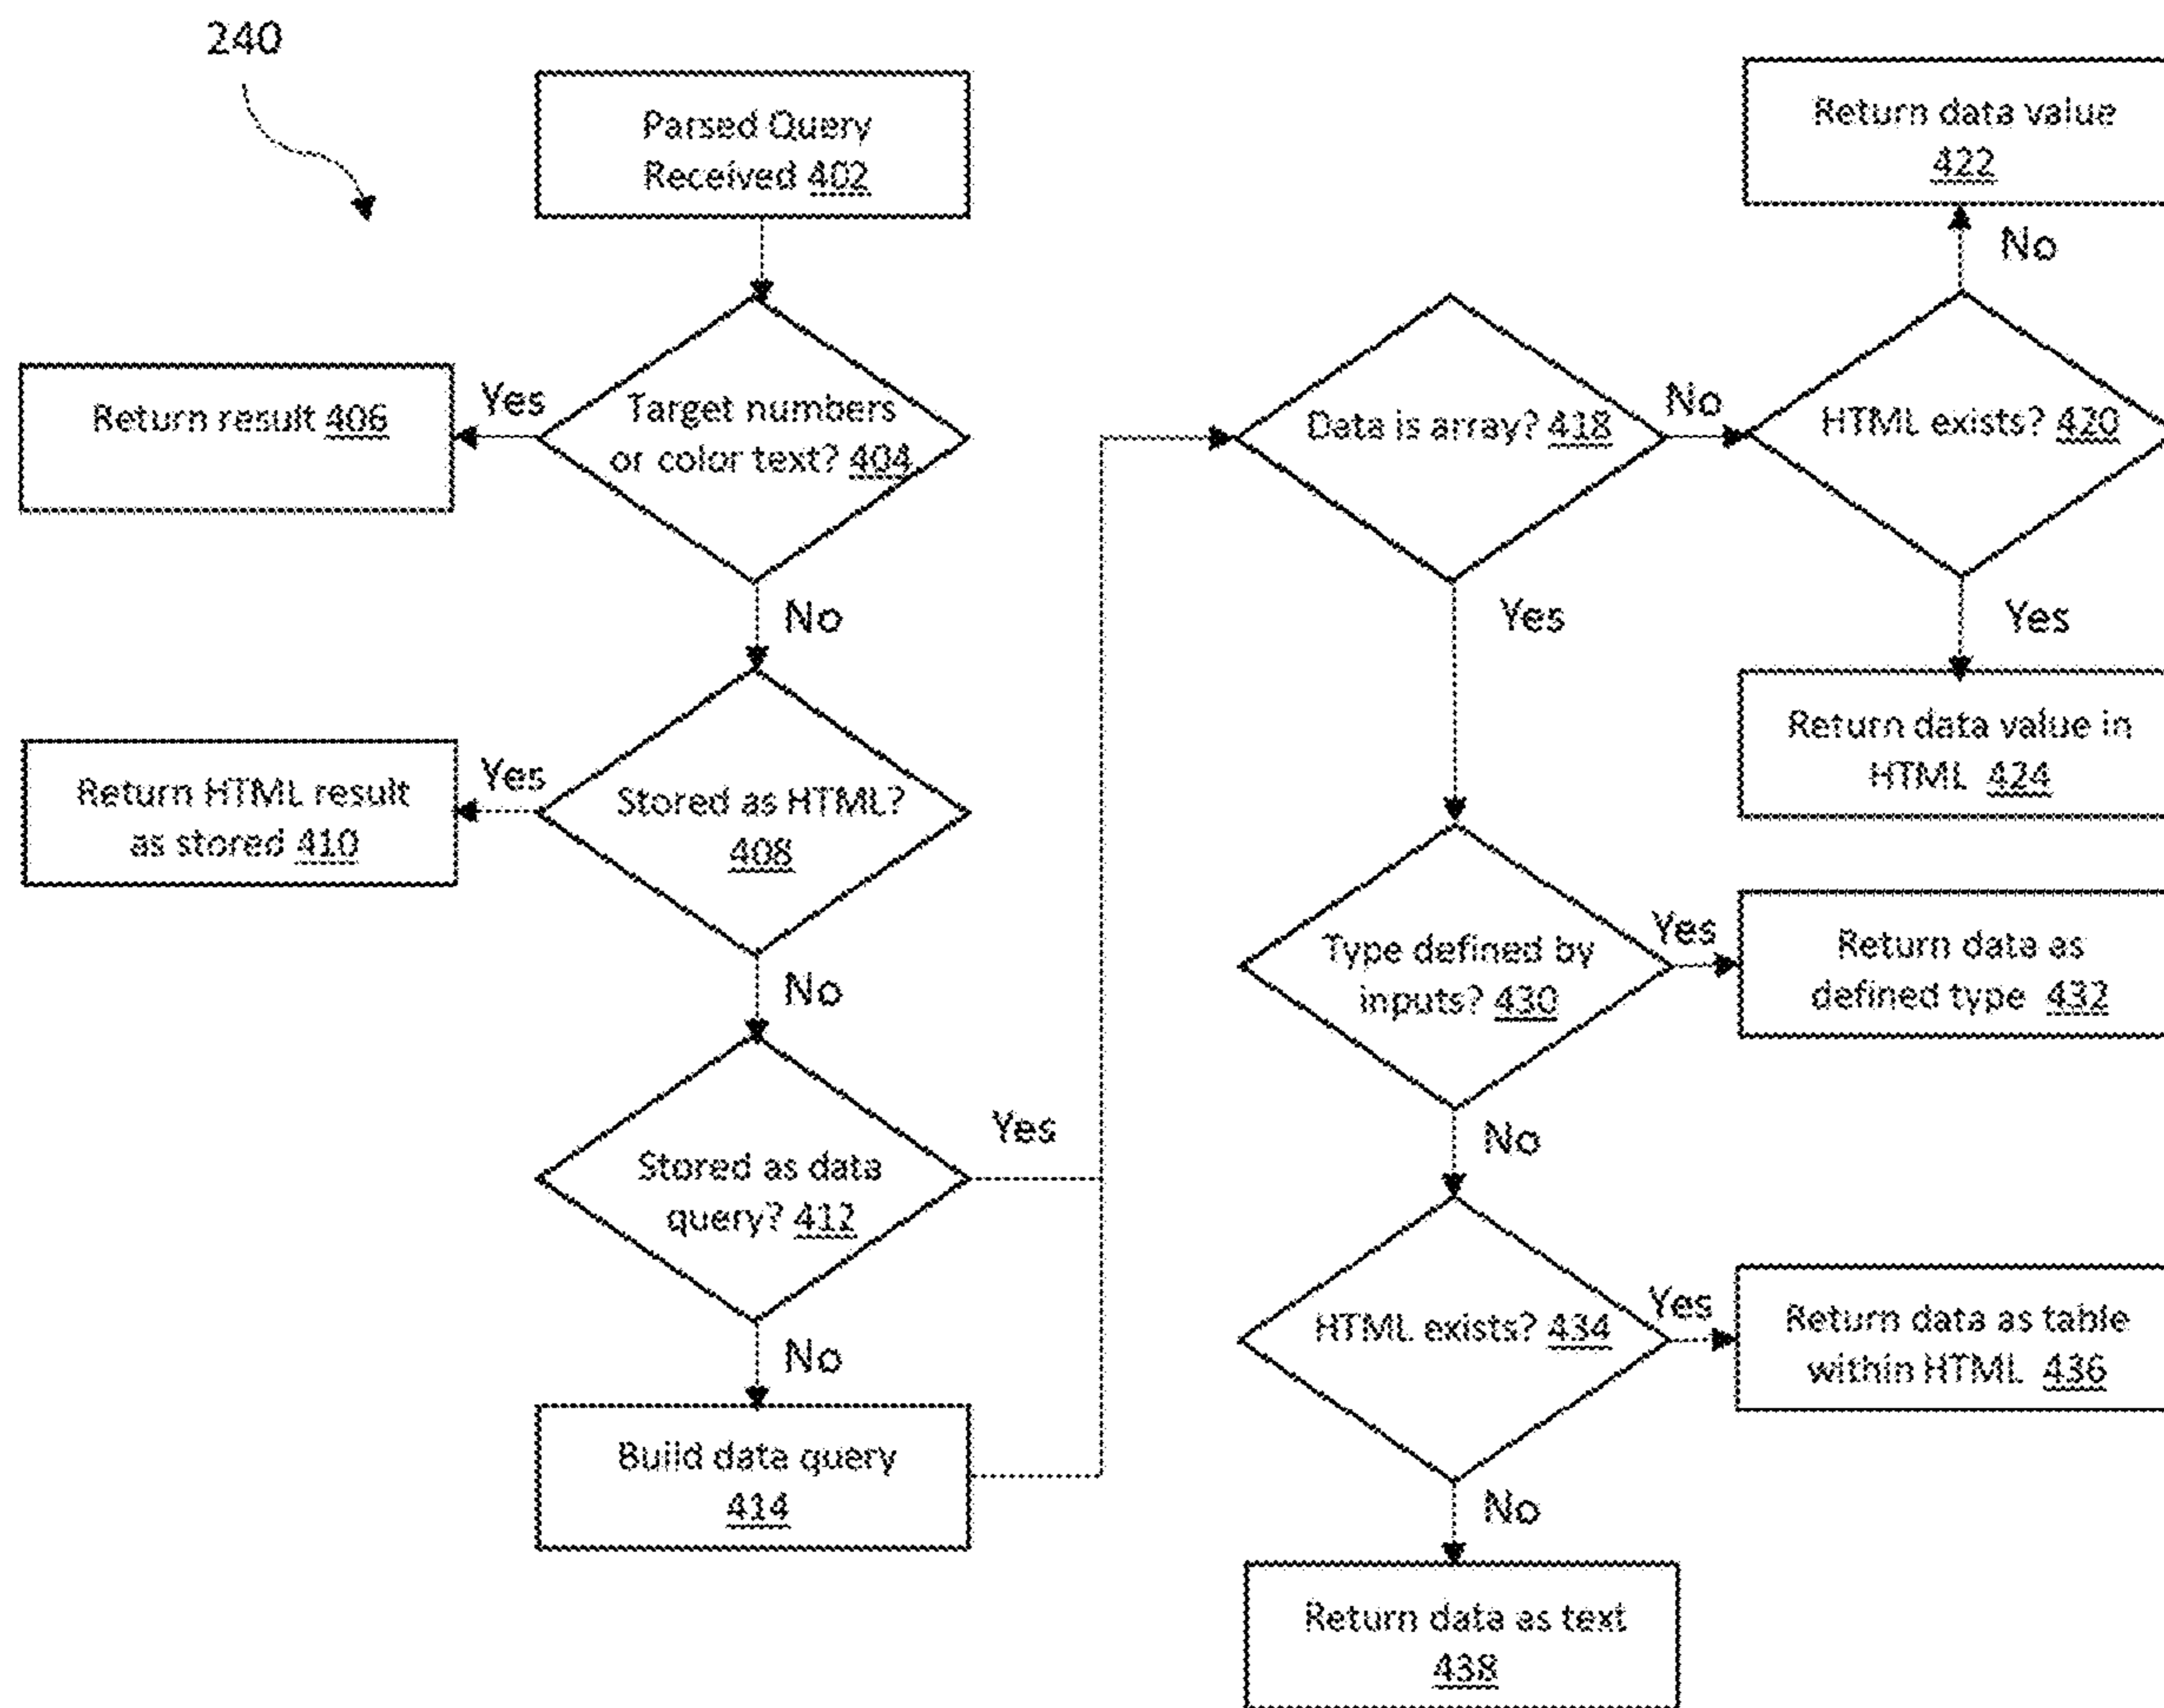 240
Parsed Query
Received 402
Target numbers
or color text? 404
Yes
Return result 406
No
Stored as HTML?
408
Yes
Return HTML result
as stored 410
No
Stored as data
query? 412
Yes
No
Build data query
414
Data is array? 418
No
HTML exists? 420
No
Return data value
422
Yes
Return data value in
HTML 424
Yes
Type defined by
inputs? 430
Yes
Return data as
defined type 432
No
HTML exists? 434
Yes
Return data as table
within HTML 436
No
Return data as text
438